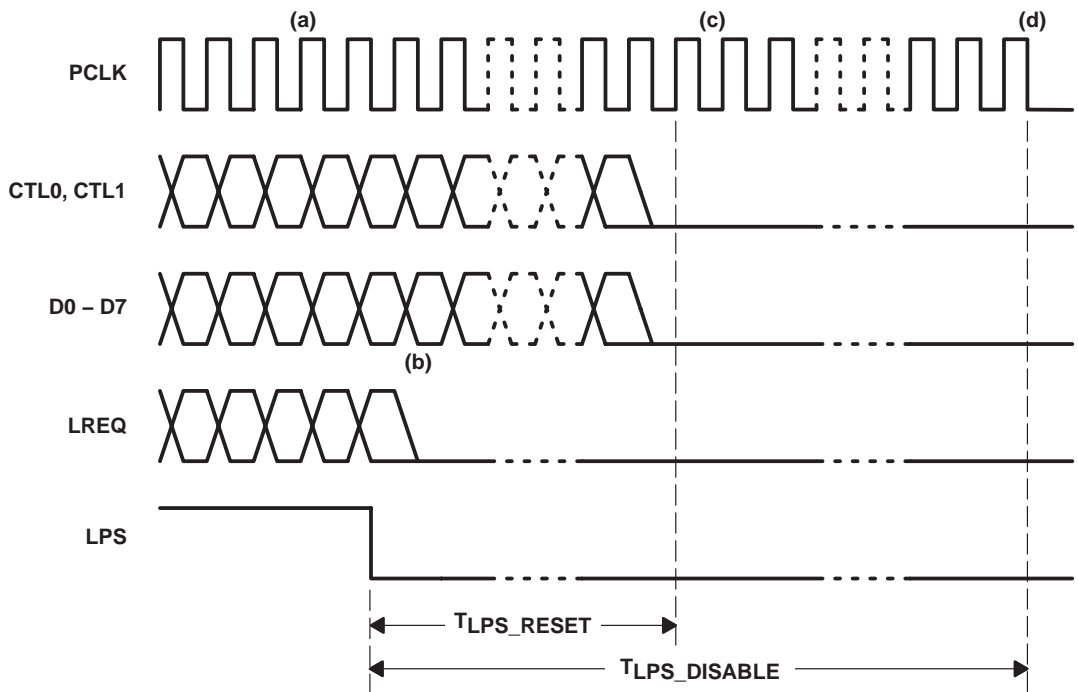 (a) (c) (d)
PCLK
CTL0, CTL1
D0 – D7
(b)
LREQ
LPS
TLPS_RESET
TLPS_DISABLE